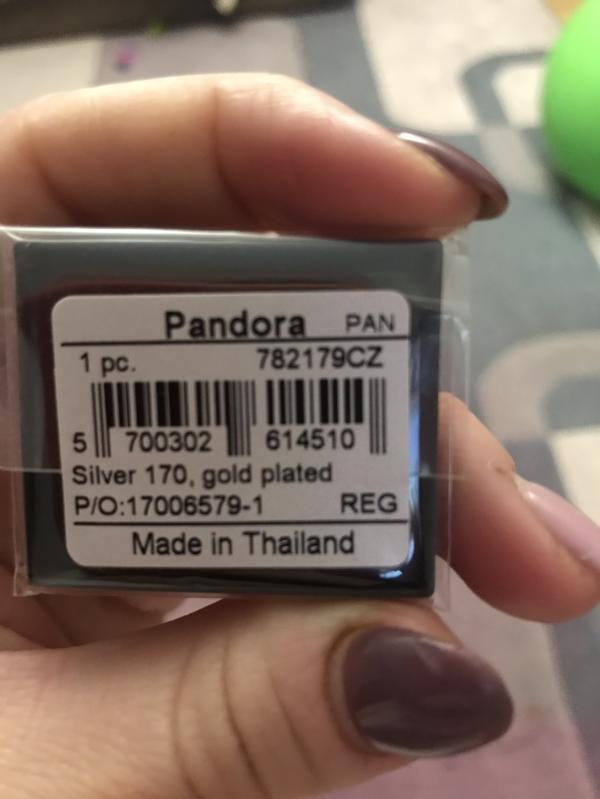 Pandora PAN
1 pc. 782179CZ
5 700302 614510
Silver 170, gold plated
P/O:17006579-1 REG
Made in Thailand